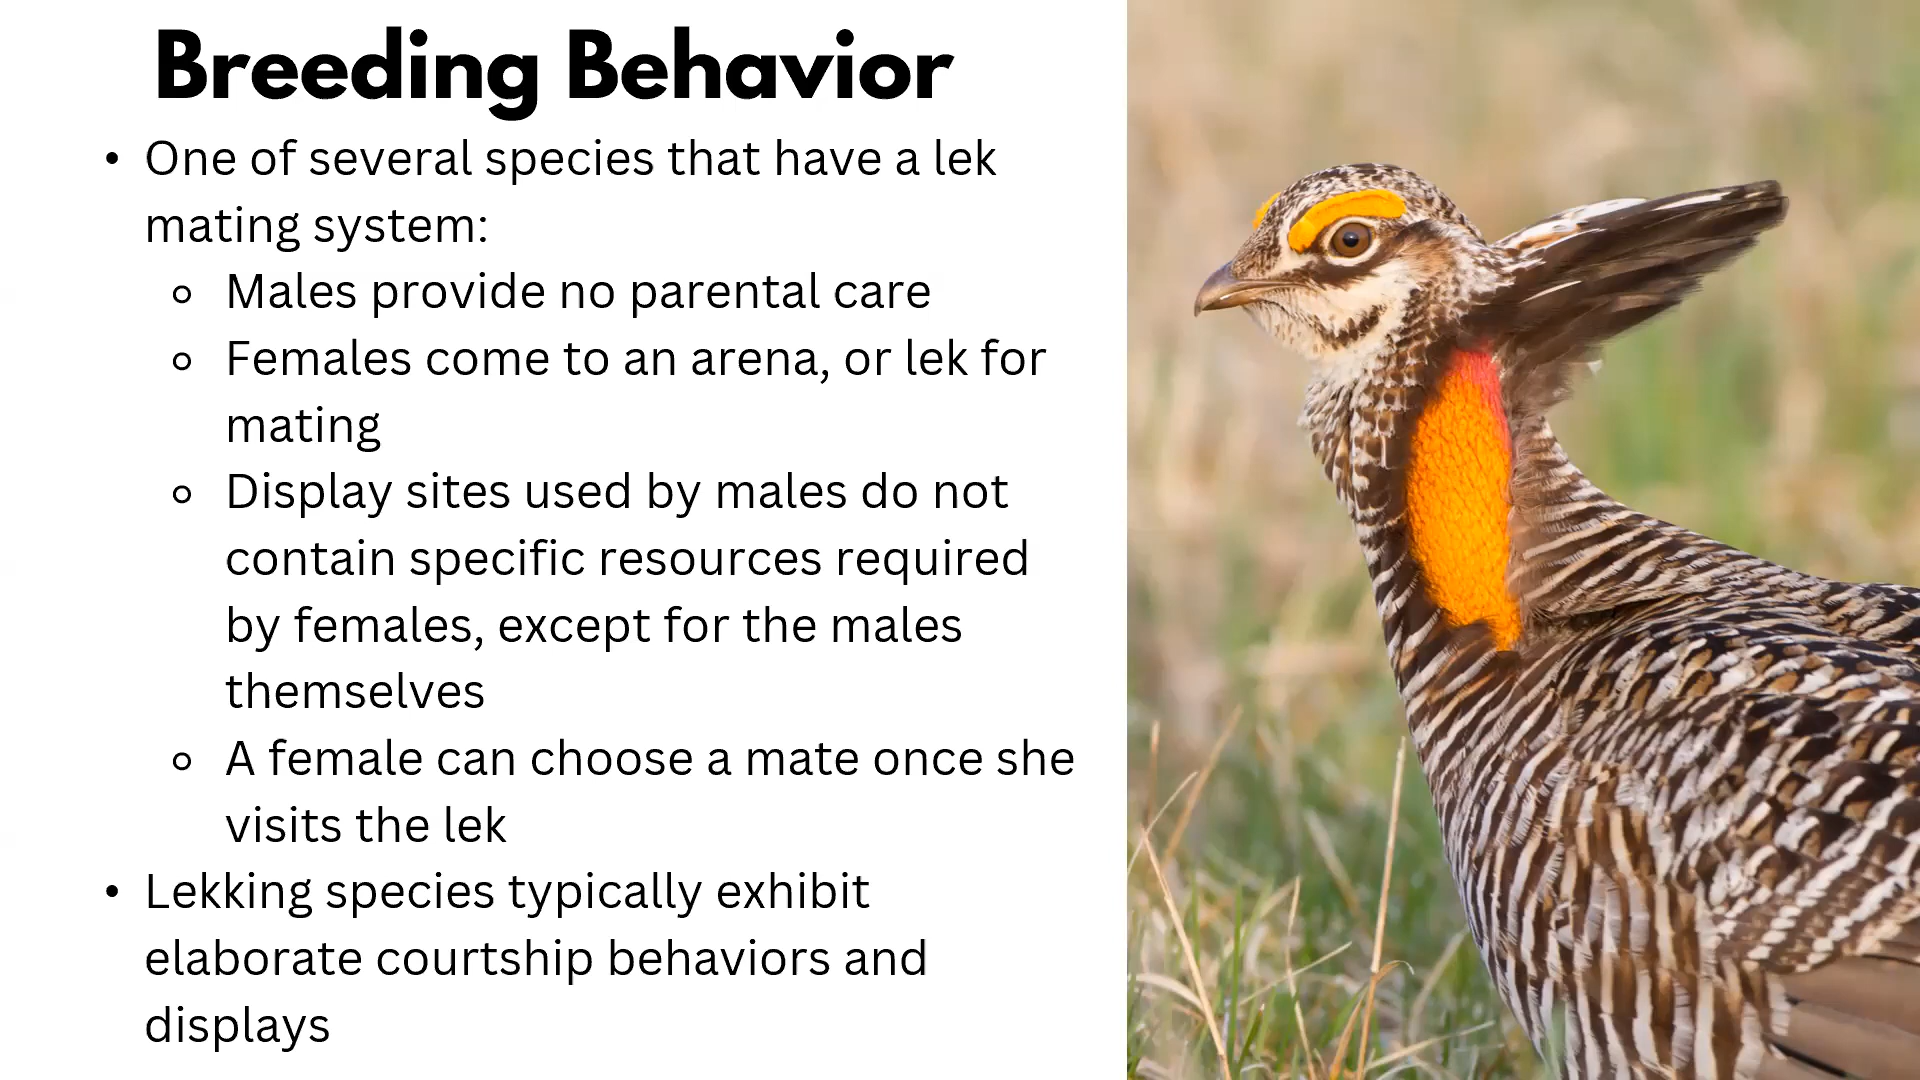 Breeding Behavior
• One of several species that have a lek
mating system:
◦ Males provide no parental care
◦ Females come to an arena, or lek for
mating
◦ Display sites used by males do not
contain specific resources required
by females, except for the males
themselves
◦ A female can choose a mate once she
visits the lek
• Lekking species typically exhibit
elaborate courtship behaviors and
displays